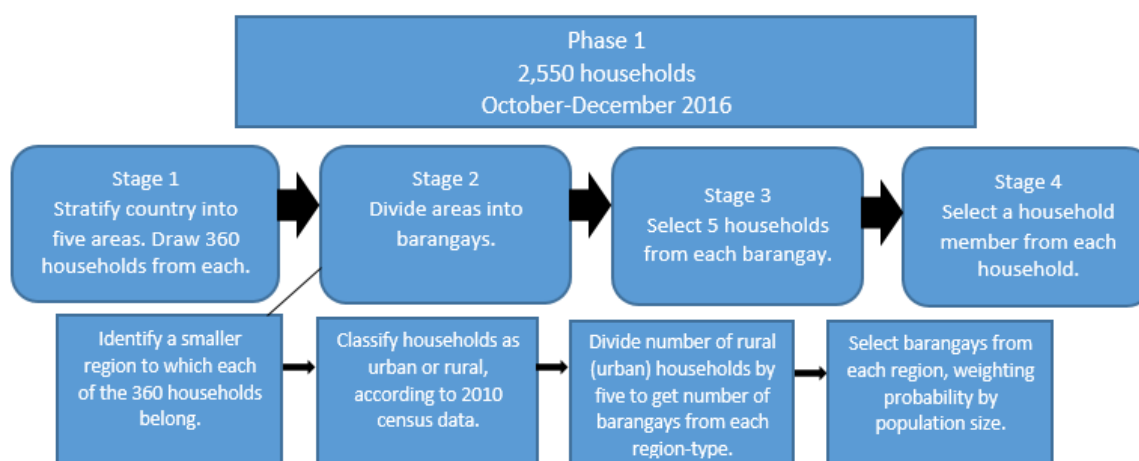 Phase 1
2,550 households
October-December 2016
Stage 1
Stratify country into
five areas. Draw 360
households from each.
Stage 2
Divide areas into
barangays.
Stage 3
Select 5 households
from each barangay.
Stage 4
Select a household
member from each
household.
Identify a smaller
region to which each
of the 360 households
belong.
Classify households as
urban or rural,
according to 2010
census data.
Divide number of rural
(urban) households by
five to get number of
barangays from each
region-type.
Select barangays from
each region, weighting
probability by
population size.